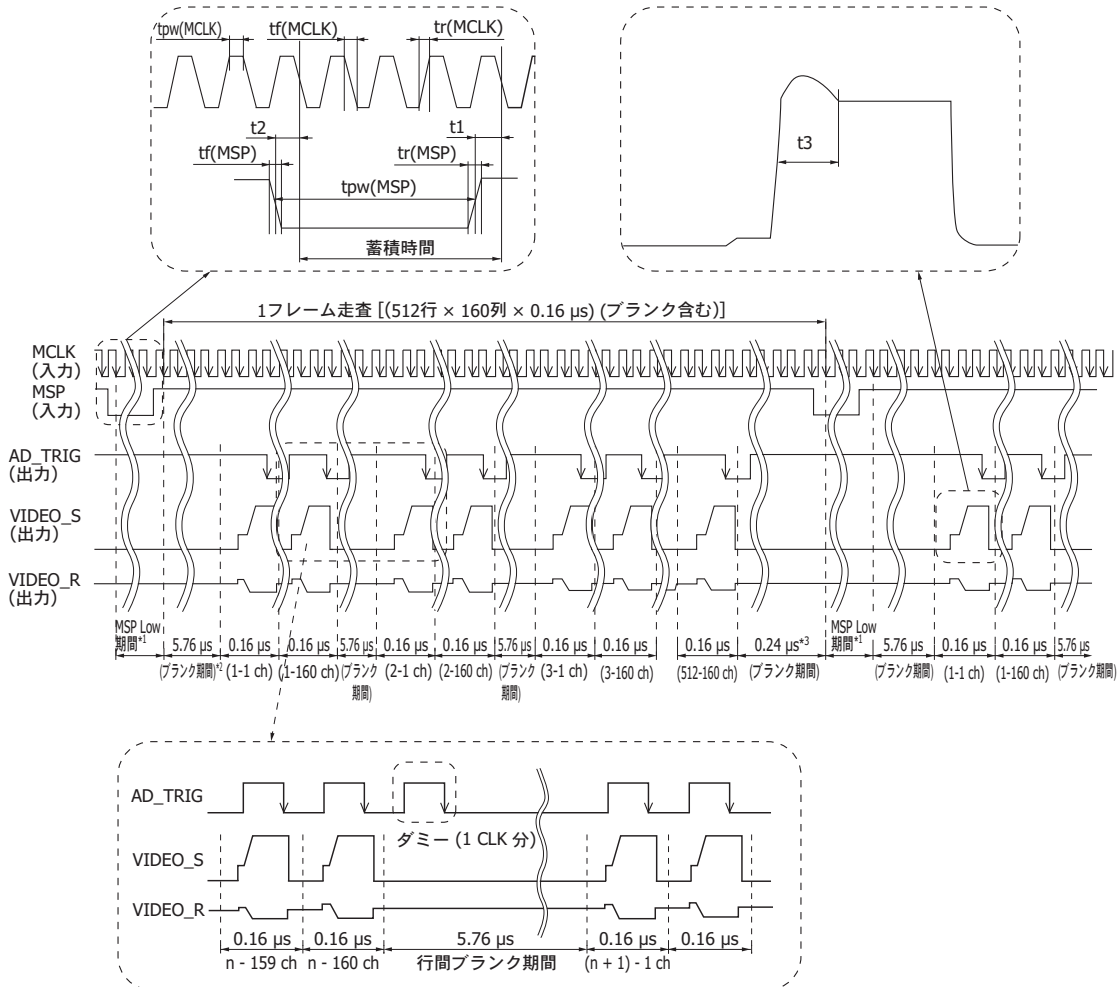 tpw(MCLK)
tf(MCLK)
tr(MCLK)
t2
t1
tf(MSP)
tr(MSP)
tpw(MSP)
蓄積時間
t3
1フレーム走査 [(512行 × 160列 × 0.16 µs) (ブランク含む)]
MCLK
(入力)
MSP
(入力)
AD_TRIG
(出力)
VIDEO_S
(出力)
VIDEO_R
(出力)
MSP Low
期間*1
5.76 µs
(ブランク期間)*2
0.16 µs
(1-1 ch)
0.16 µs
(1-160 ch)
5.76 µs
(ブランク
期間)
0.16 µs
(2-1 ch)
0.16 µs
(2-160 ch)
5.76 µs
(ブランク
期間)
0.16 µs
(3-1 ch)
0.16 µs
(3-160 ch)
0.16 µs
(512-160 ch)
0.24 µs*3
(ブランク期間)
MSP Low
期間*1
5.76 µs
(ブランク期間)
0.16 µs
(1-1 ch)
0.16 µs
(1-160 ch)
5.76 µs
(ブランク期間)
AD_TRIG
ダミー (1 CLK 分)
VIDEO_S
VIDEO_R
0.16 µs
n - 159 ch
0.16 µs
n - 160 ch
5.76 µs
行間ブランク期間
0.16 µs
(n + 1) - 1 ch
0.16 µs